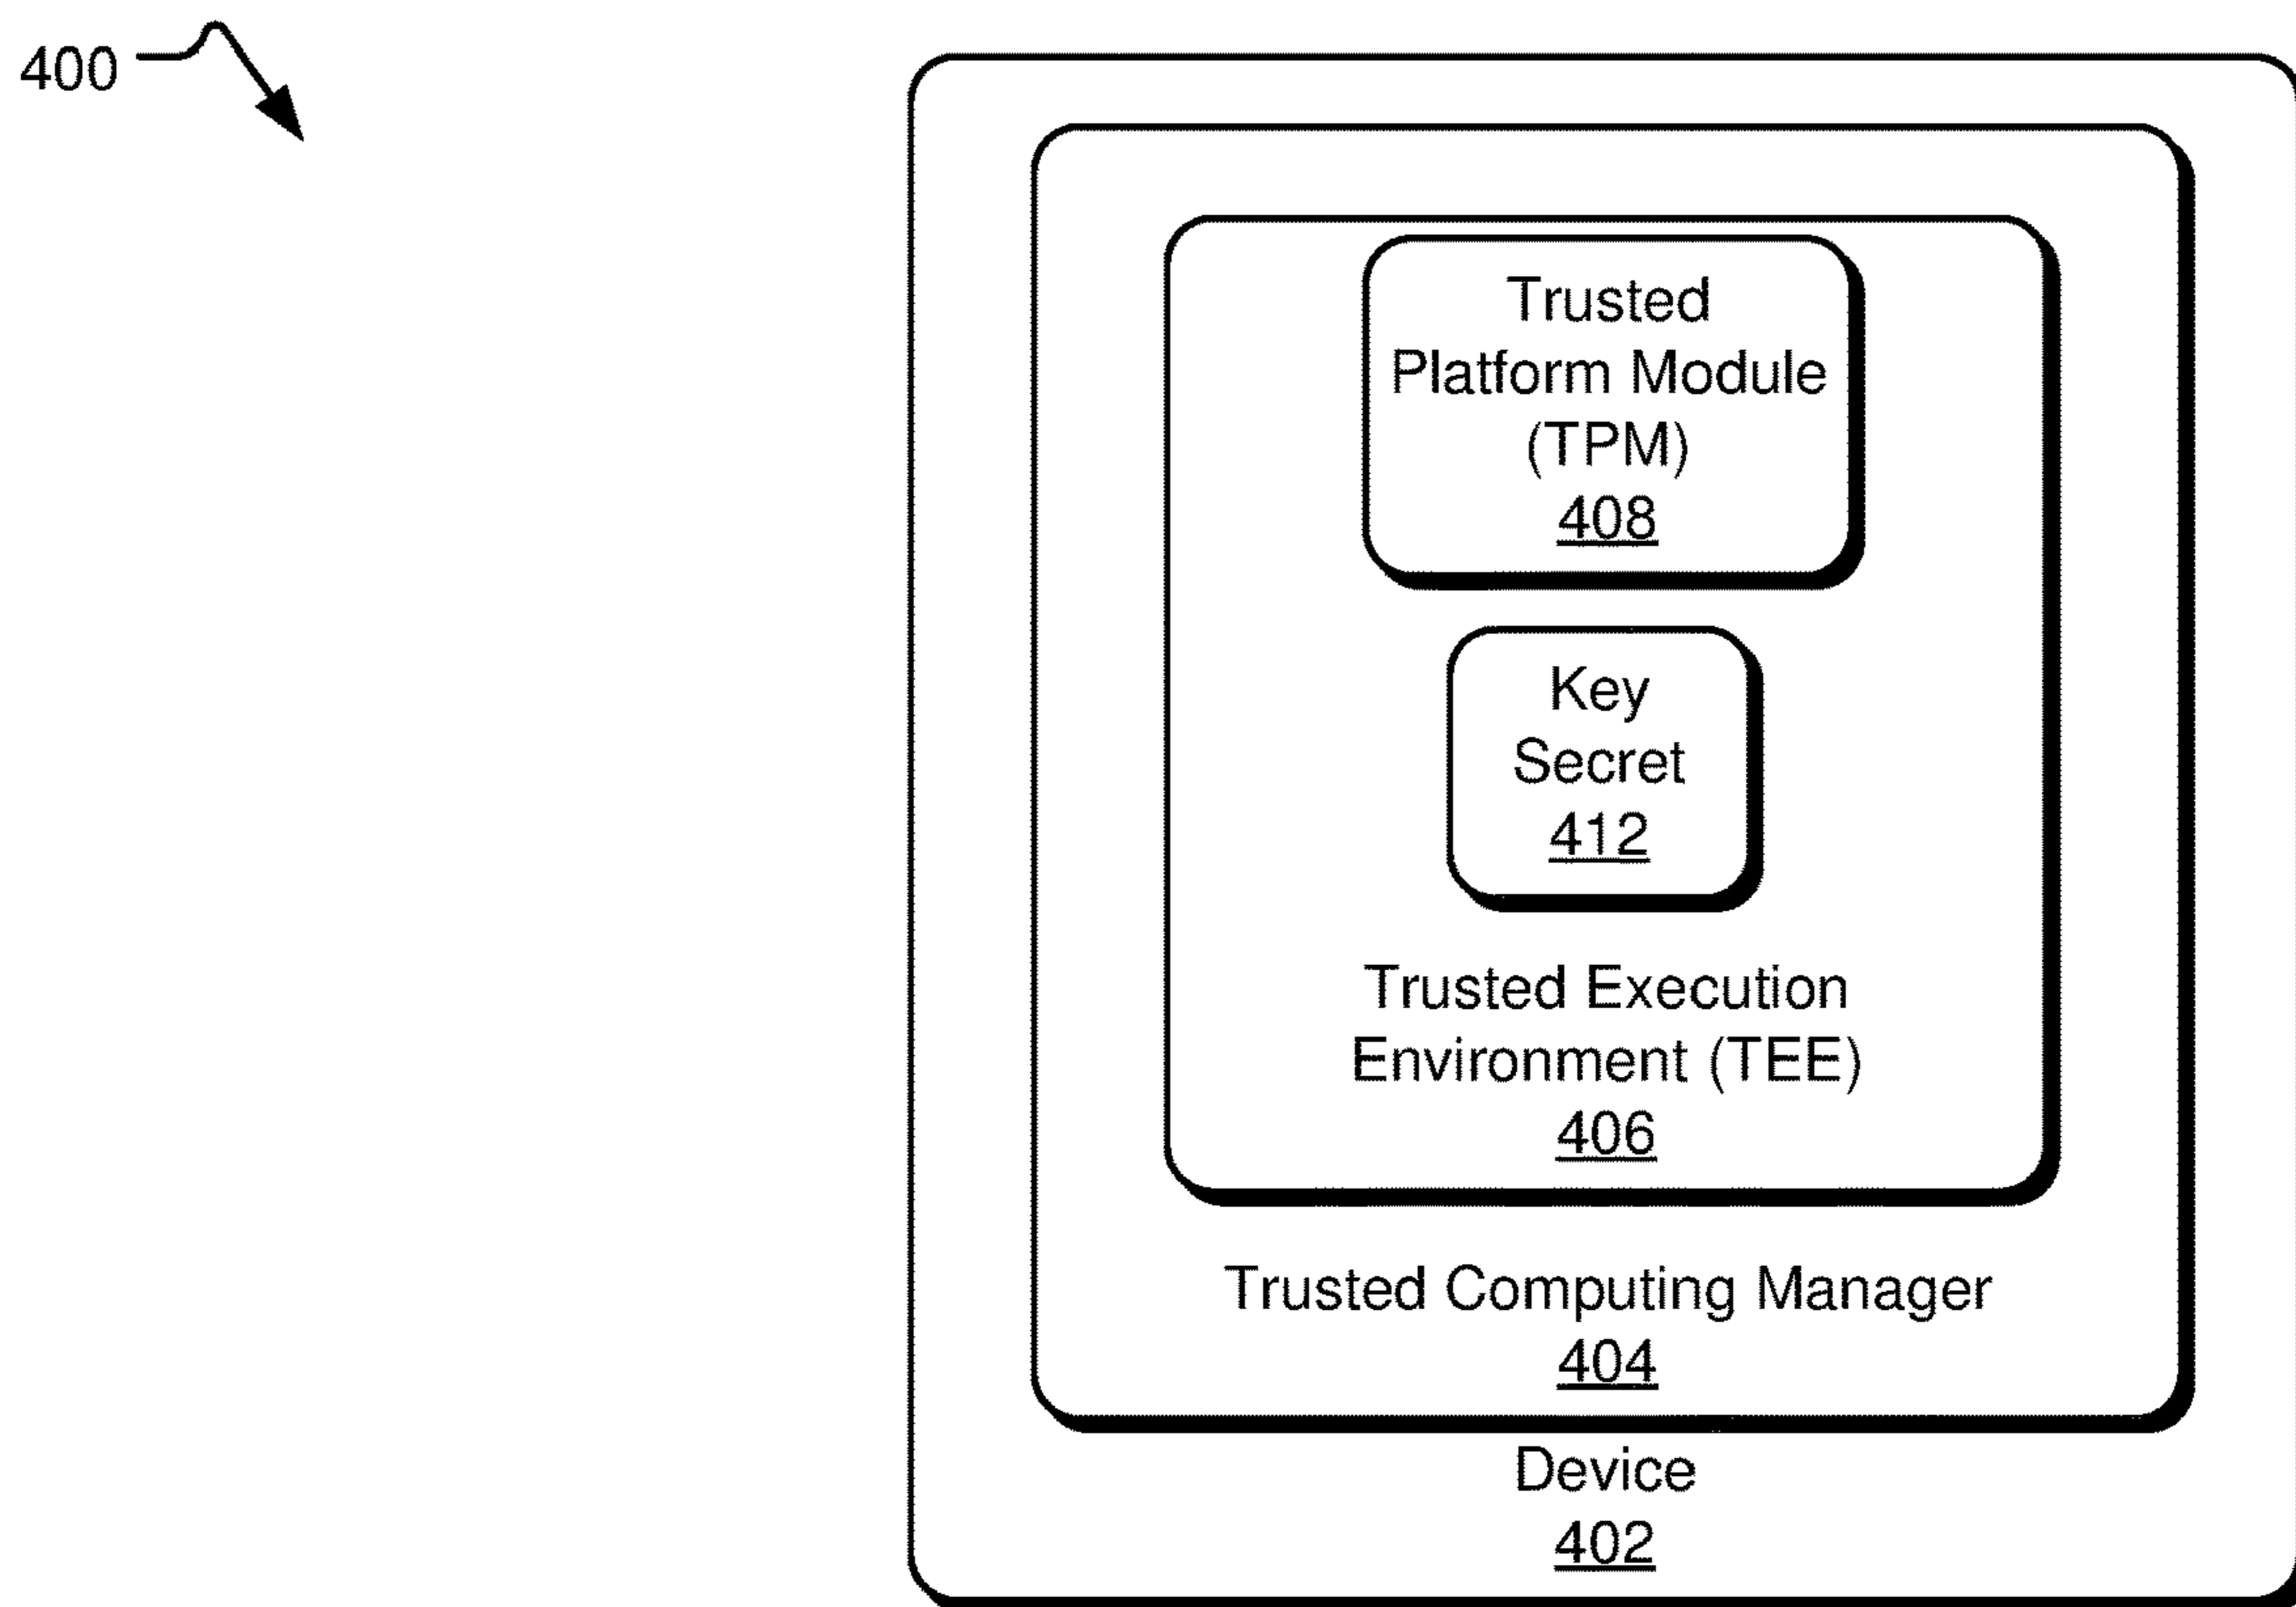 400
Trusted
Platform Module
(TPM)
408
Key
Secret
412
Trusted Execution
Environment (TEE)
406
Trusted Computing Manager
404
Device
402